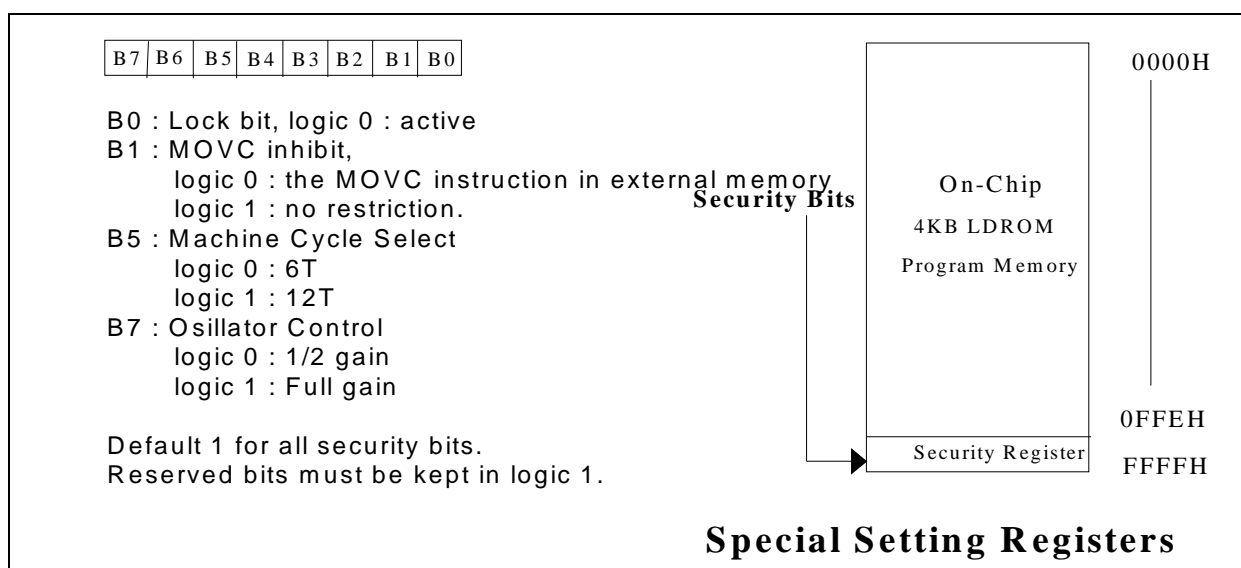 B7 B6 B5 B4 B3 B2 B1 B0
B0 : Lock bit, logic 0 : active
B1 : MOVC inhibit,
logic 0 : the MOVC instruction in external memory
logic 1 : no restriction.
B5 : Machine Cycle Select
logic 0 : 6T
logic 1 : 12T
B7 : Osillator Control
logic 0 : 1/2 gain
logic 1 : Full gain
Default 1 for all security bits.
Reserved bits must be kept in logic 1.
Security Bits
On-Chip
4KB LDROM
Program Memory
Security Register
0000H
0FFEH
FFFFH
Special Setting Registers